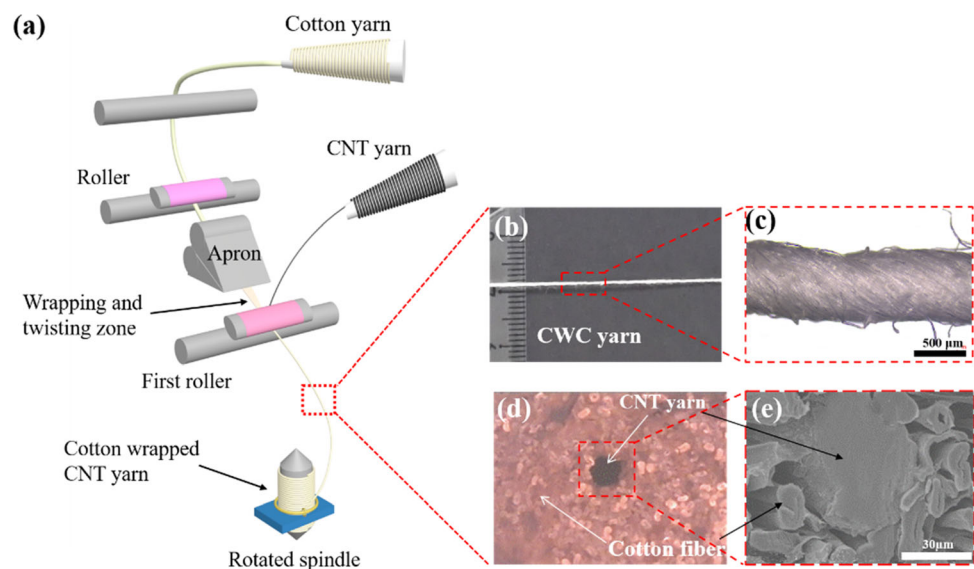 (a)
Cotton yarn
CNT yarn
Roller
Apron
Wrapping and
twisting zone
First roller
Cotton wrapped
CNT yarn
Rotated spindle
(b)
CWC yarn
(c)
500 μm
(d)
CNT yarn
Cotton fiber
(e)
30μm